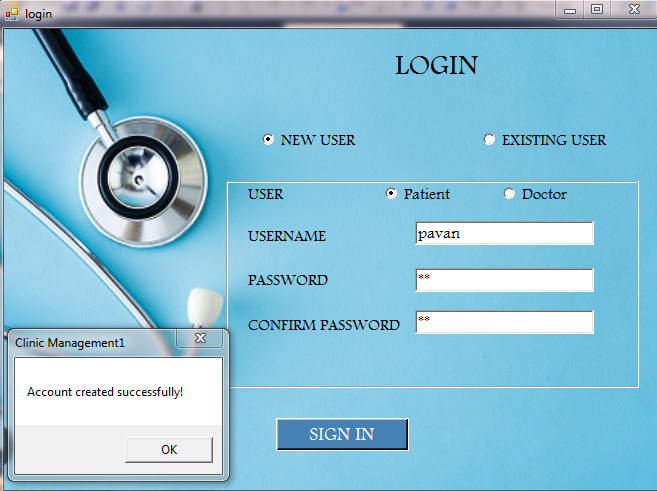 login
LOGIN
NEW USER EXISTING USER
USER Patient Doctor
USERNAME pavan
PASSWORD **
CONFIRM PASSWORD **
Clinic Management1
Account created successfully!
OK
SIGN IN